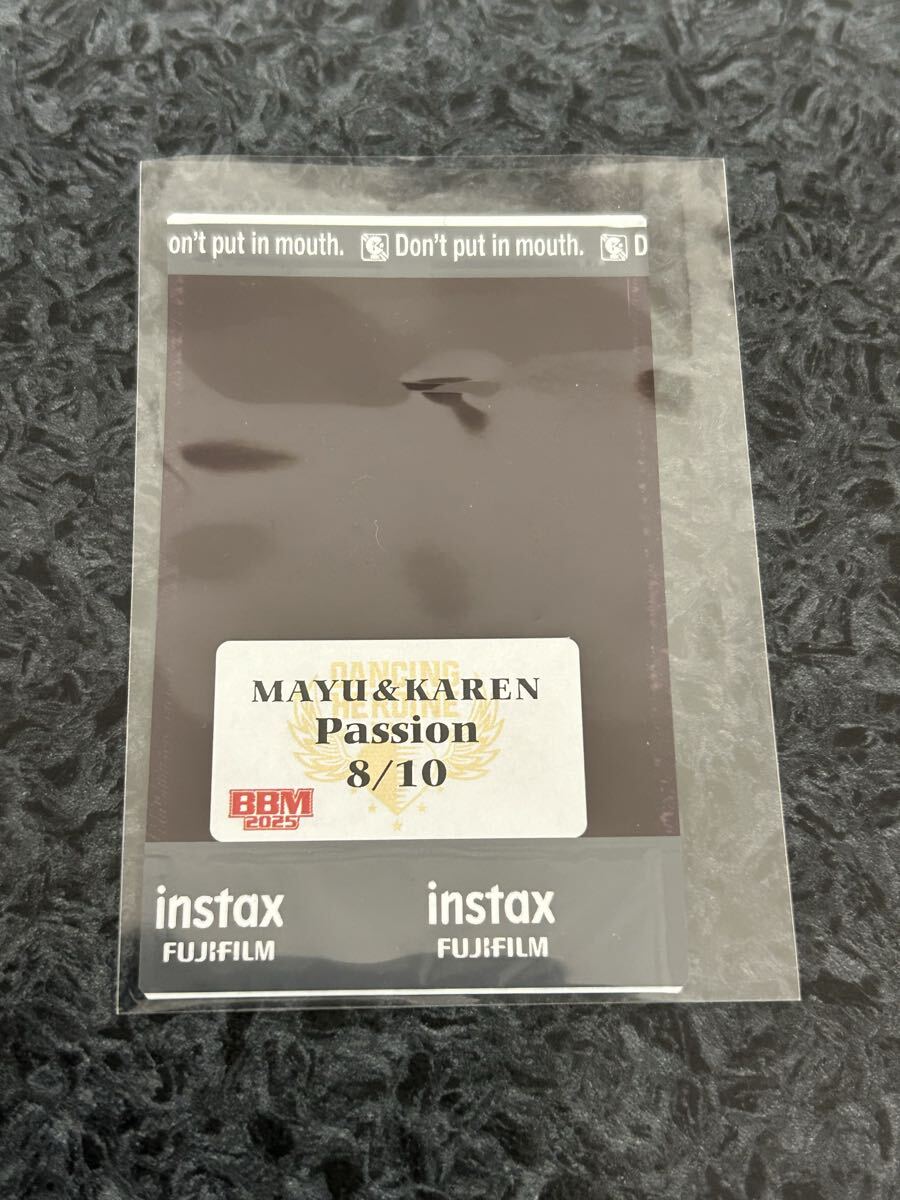 on't put in mouth. Don't put in mouth. D
DANCING
MAYU&KAREN
HEROINE
Passion
8/10
BBM
2025
instax instax
FUJIFILM FUJIFILM